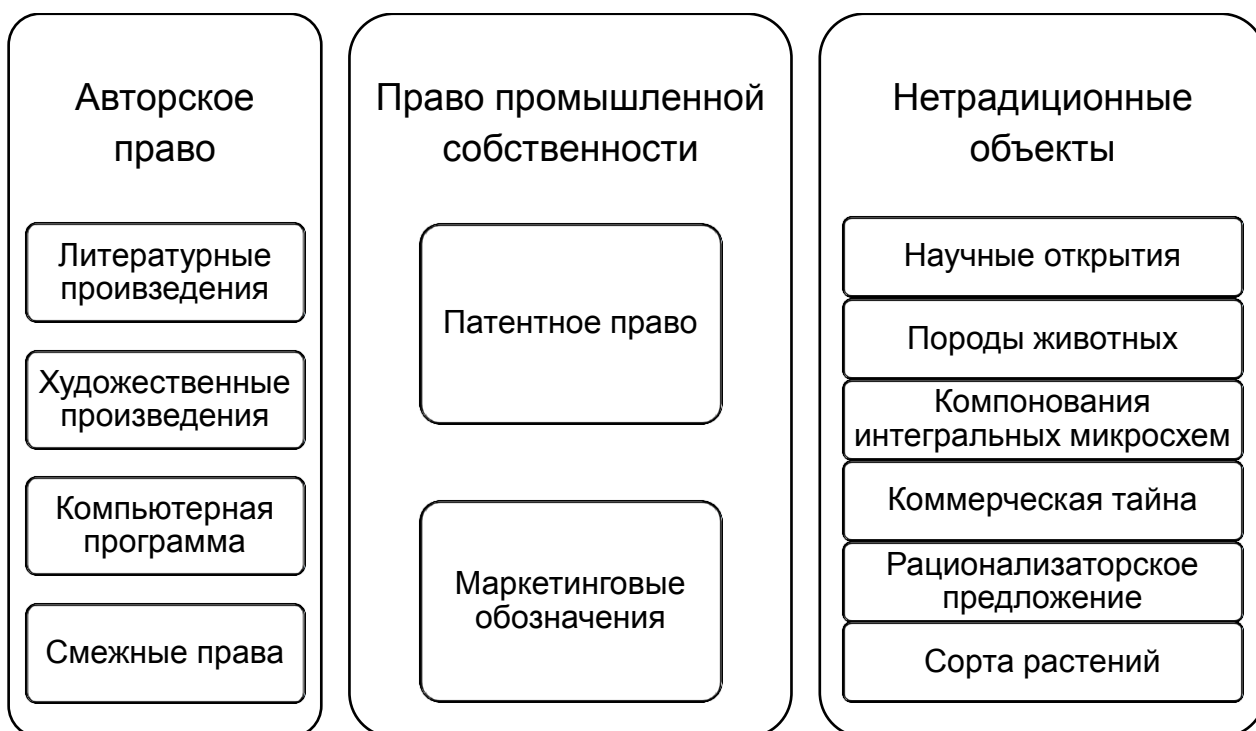 Авторское
право
Литературные
проивзедения
Художественные
произведения
Компьютерная
программа
Смежные права
Право промышленной
собственности
Патентное право
Маркетинговые
обозначения
Нетрадиционные
объекты
Научные открытия
Породы животных
Компонования
интегральных микросхем
Коммерческая тайна
Рационализаторское
предложение
Сорта растений